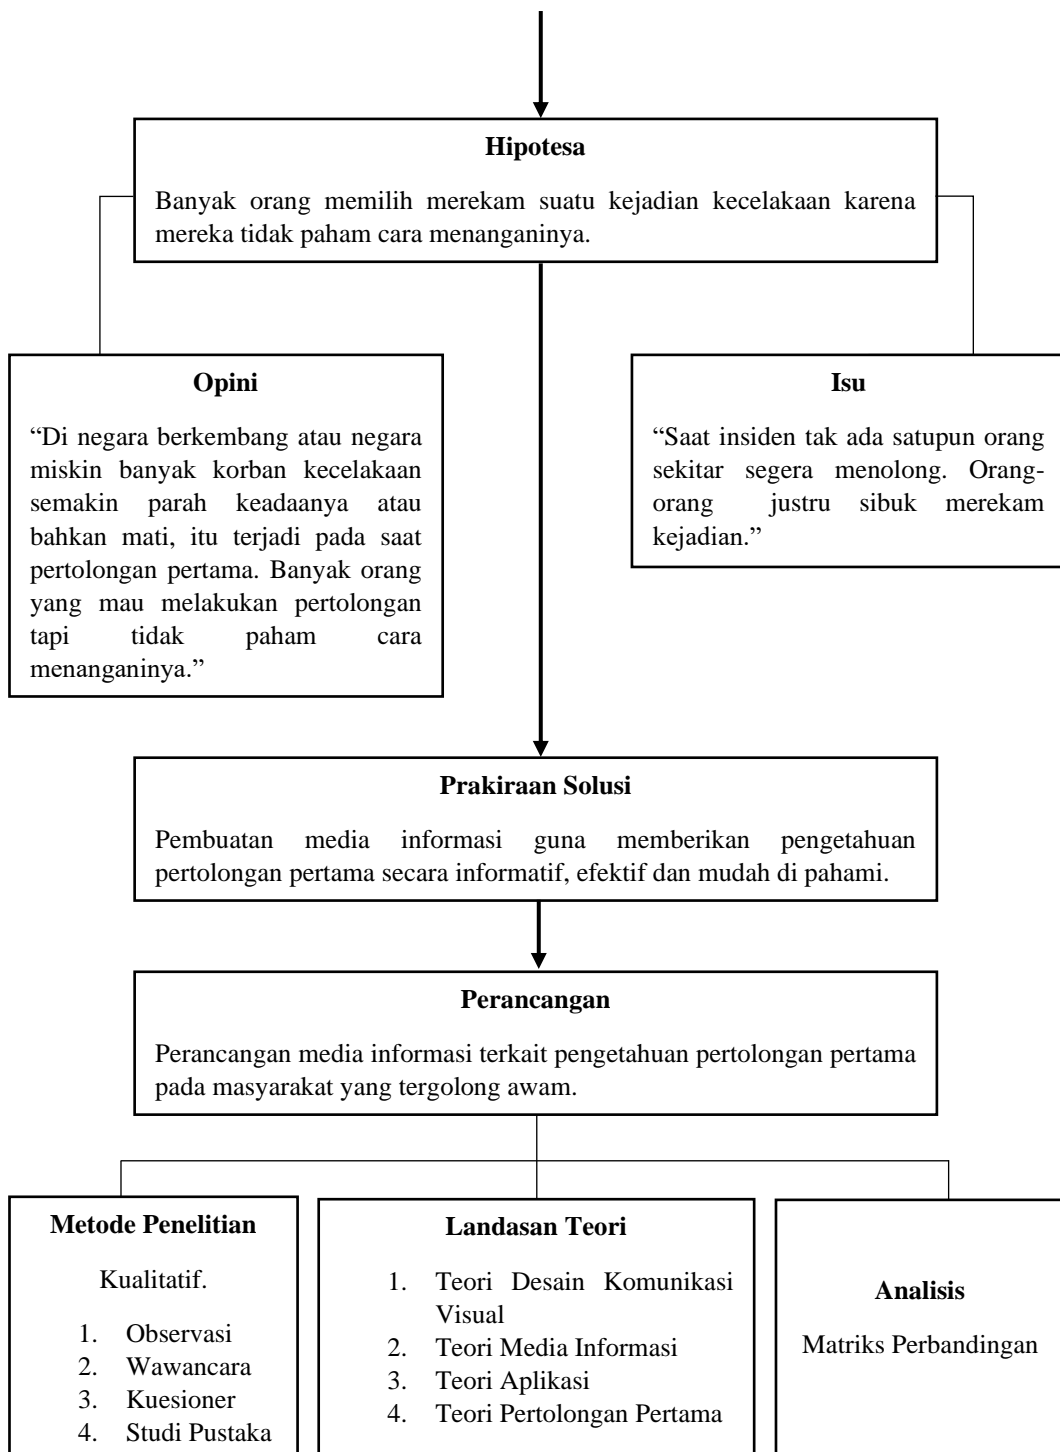 Hipotesa
Banyak orang memilih merekam suatu kejadian kecelakaan karena
mereka tidak paham cara menanganinya.
Opini
“Di negara berkembang atau negara
miskin banyak korban kecelakaan
semakin parah keadaanya atau
bahkan mati, itu terjadi pada saat
pertolongan pertama. Banyak orang
yang mau melakukan pertolongan
tapi tidak paham cara
menanganinya.”
Isu
“Saat insiden tak ada satupun orang
sekitar segera menolong. Orang-
orang justru sibuk merekam
kejadian.”
Prakiraan Solusi
Pembuatan media informasi guna memberikan pengetahuan
pertolongan pertama secara informatif, efektif dan mudah di pahami.
Perancangan
Perancangan media informasi terkait pengetahuan pertolongan pertama
pada masyarakat yang tergolong awam.
Metode Penelitian
Kualitatif.
1. Observasi
2. Wawancara
3. Kuesioner
4. Studi Pustaka
Landasan Teori
1. Teori Desain Komunikasi
Visual
2. Teori Media Informasi
3. Teori Aplikasi
4. Teori Pertolongan Pertama
Analisis
Matriks Perbandingan